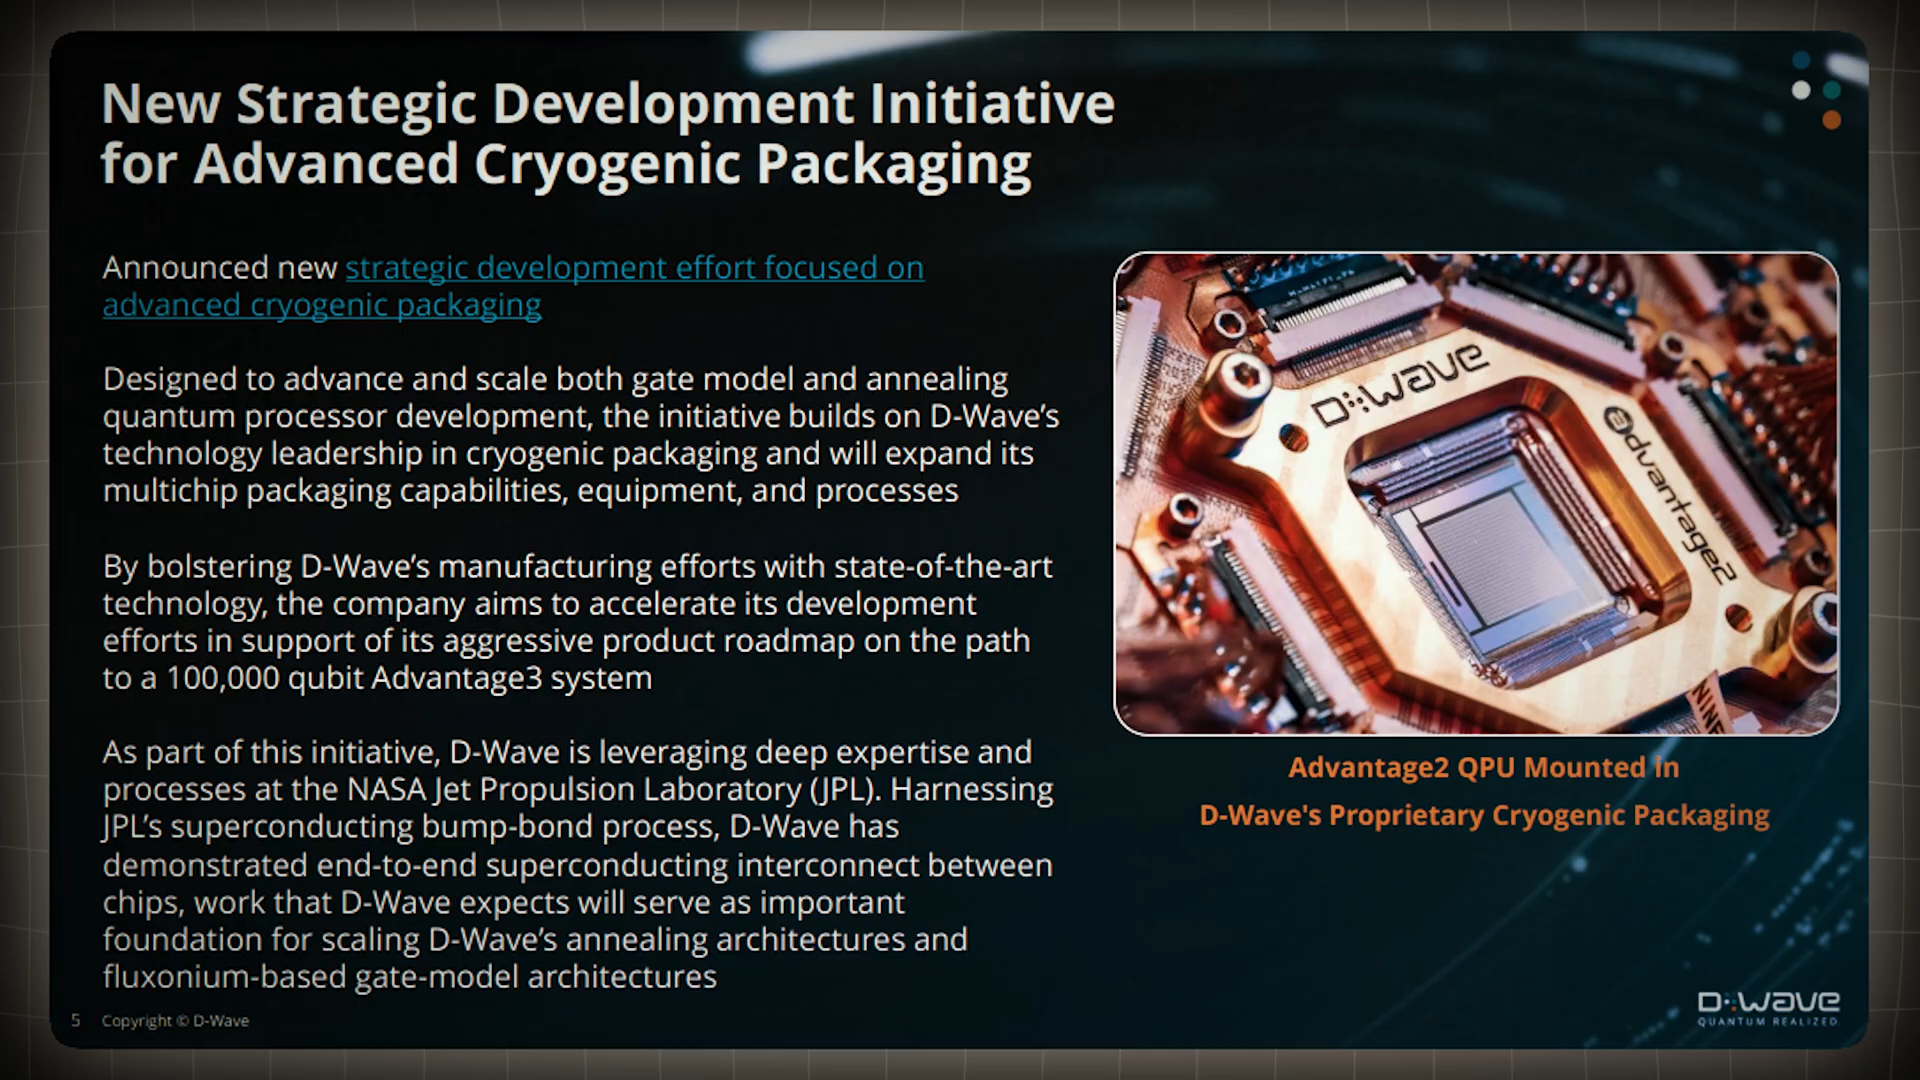 New Strategic Development Initiative
for Advanced Cryogenic Packaging
Announced new strategic development effort focused on
advanced cryogenic packaging
Designed to advance and scale both gate model and annealing
quantum processor development, the initiative builds on D-Wave’s
technology leadership in cryogenic packaging and will expand its
multichip packaging capabilities, equipment, and processes
By bolstering D-Wave’s manufacturing efforts with state-of-the-art
technology, the company aims to accelerate its development
efforts in support of its aggressive product roadmap on the path
to a 100,000 qubit Advantage3 system
As part of this initiative, D-Wave is leveraging deep expertise and
processes at the NASA Jet Propulsion Laboratory (JPL). Harnessing
JPL’s superconducting bump-bond process, D-Wave has
demonstrated end-to-end superconducting interconnect between
chips, work that D-Wave expects will serve as important
foundation for scaling D-Wave’s annealing architectures and
fluxonium-based gate-model architectures
D:wave
advantage2
Advantage2 QPU Mounted in
D-Wave's Proprietary Cryogenic Packaging
5 Copyright © D-Wave
D:wave
QUANTUM REALIZED